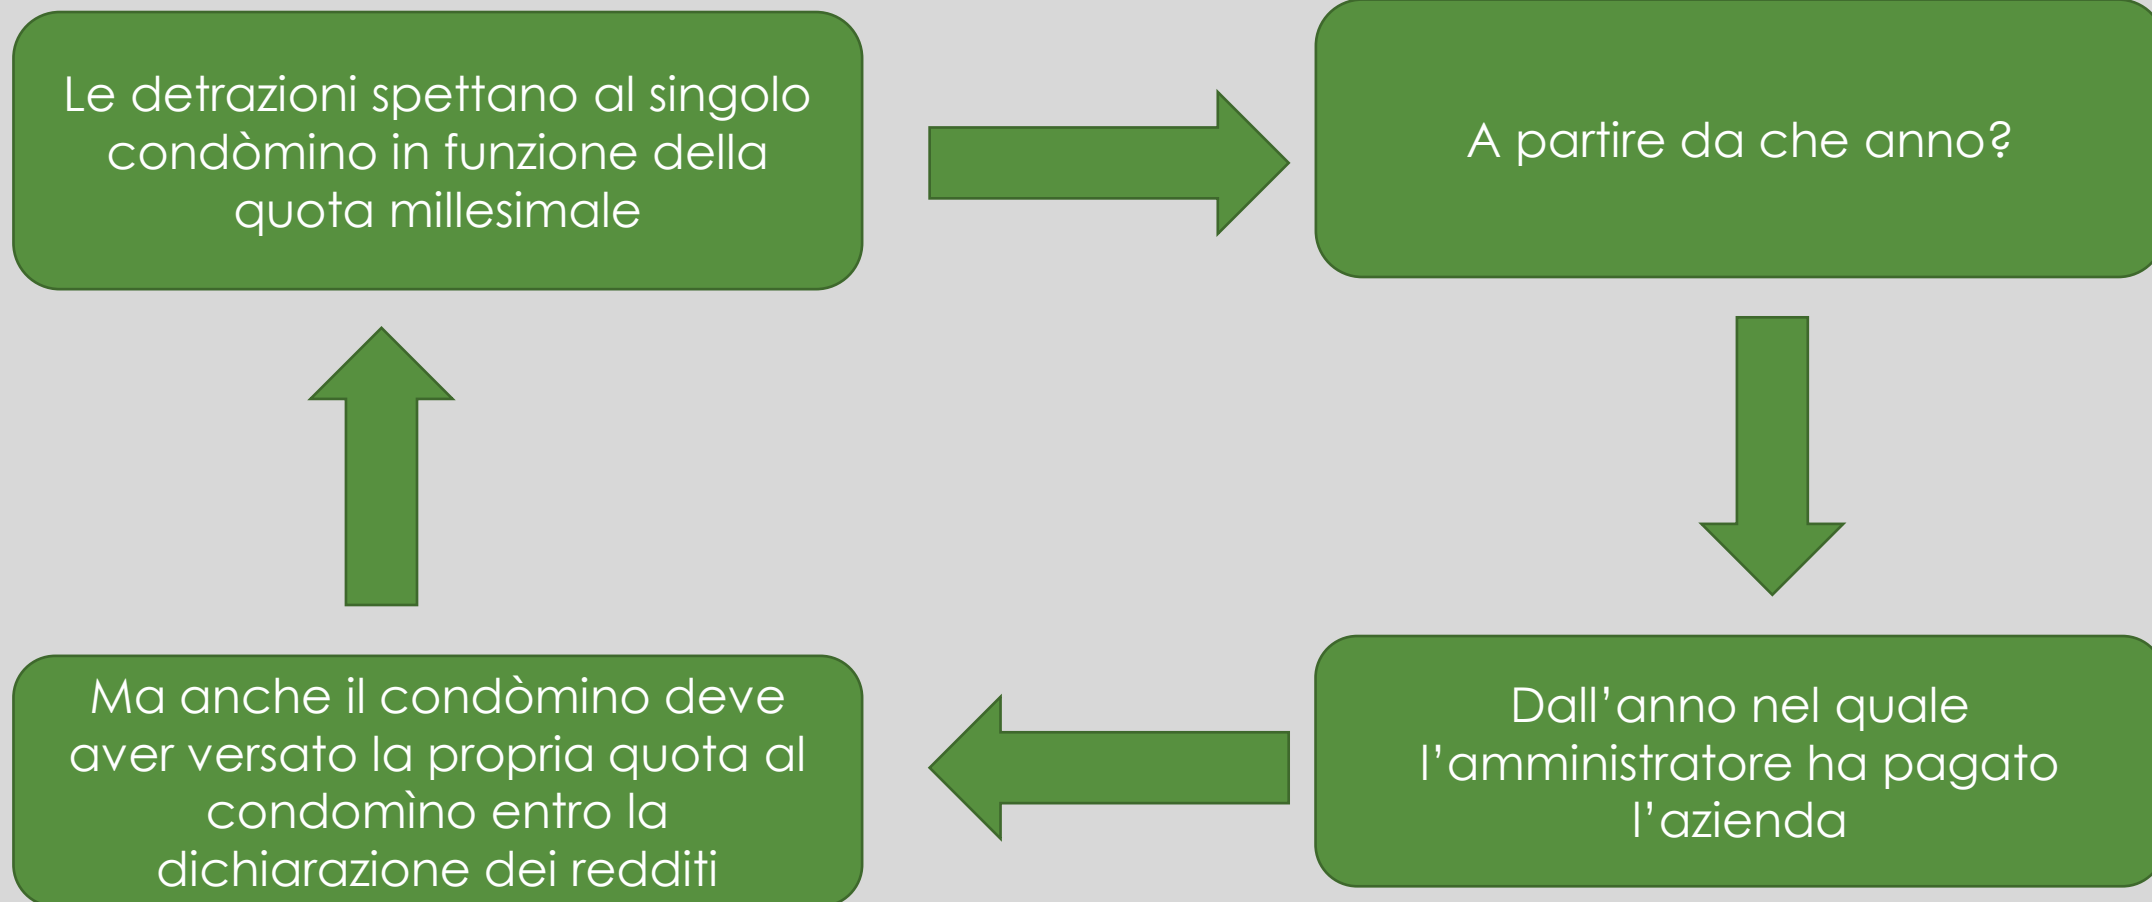 Le detrazioni spettano al singolo
condòmino in funzione della
quota millesimale
A partire da che anno?
Dall’anno nel quale
l’amministratore ha pagato
l’azienda
Ma anche il condòmino deve
aver versato la propria quota al
condomìno entro la
dichiarazione dei redditi